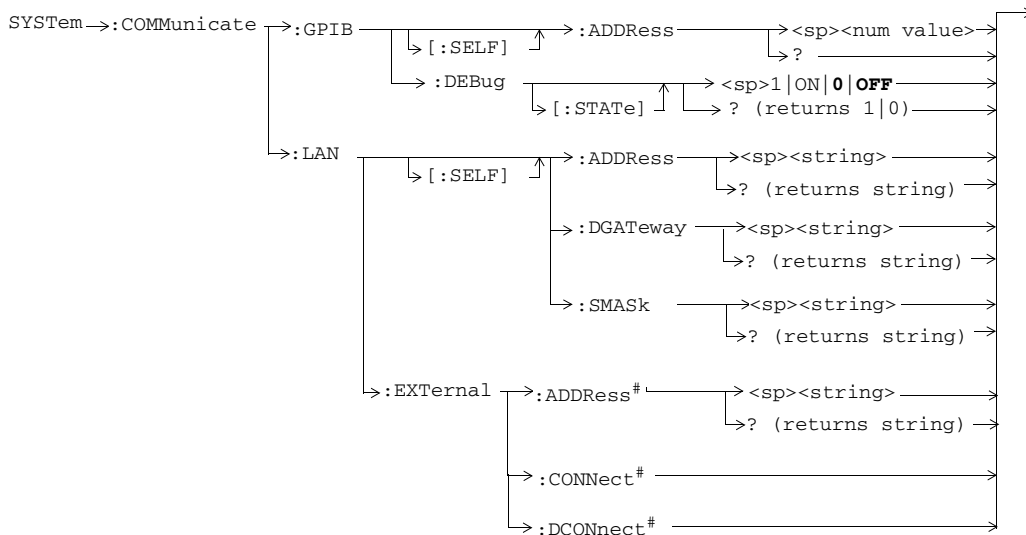 SYSTem :COMMunicate :GPIB [:SELF] :ADDRess <sp><num value>
?
:DEBug [:STATe] <sp>1|ON|0|OFF
? (returns 1|0)
:LAN [:SELF] :ADDRess <sp><string>
? (returns string)
:DGATeway <sp><string>
? (returns string)
:SMASk <sp><string>
? (returns string)
:EXTernal :ADDRess# <sp><string>
? (returns string)
:CONNect#
:DCONnect#